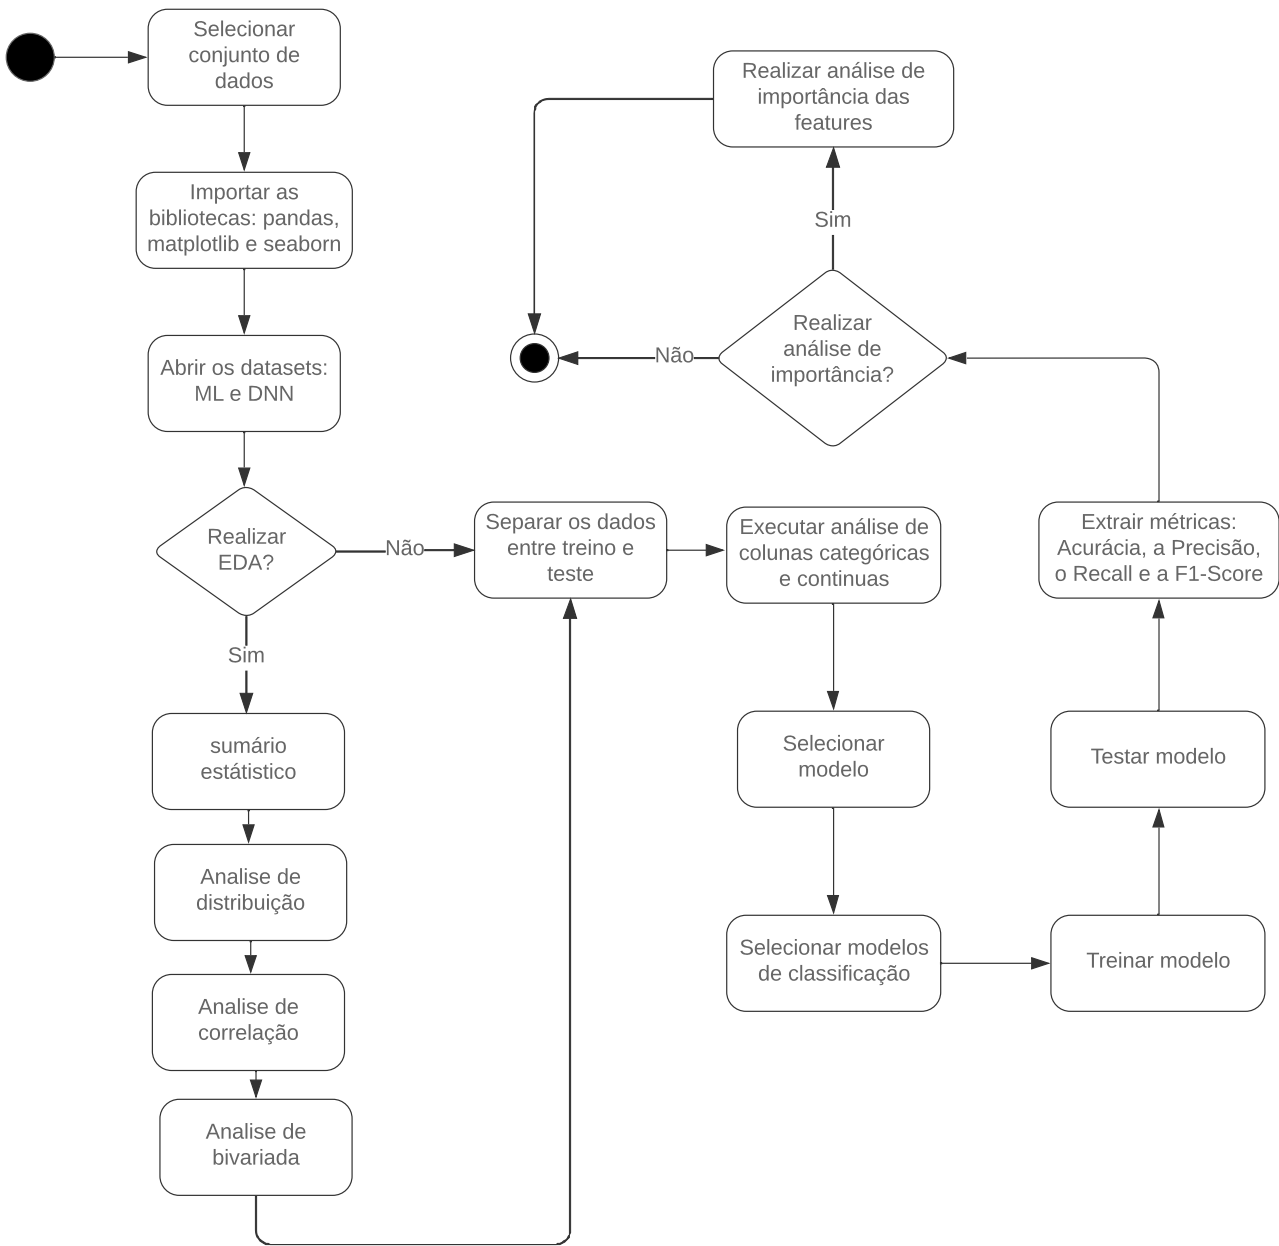 Selecionar
conjunto de
dados
Importar as
bibliotecas: pandas,
matplotlib e seaborn
Abrir os datasets:
ML e DNN
Realizar
EDA?
Não
Sim
sumário
estátistico
Analise de
distribuição
Analise de
correlação
Analise de
bivariada
Separar os dados
entre treino e
teste
Executar análise de
colunas categóricas
e continuas
Selecionar
modelo
Selecionar modelos
de classificação
Treinar modelo
Testar modelo
Extrair métricas:
Acurácia, a Precisão,
o Recall e a F1-Score
Realizar
análise de
importância?
Não
Sim
Realizar análise de
importância das
features